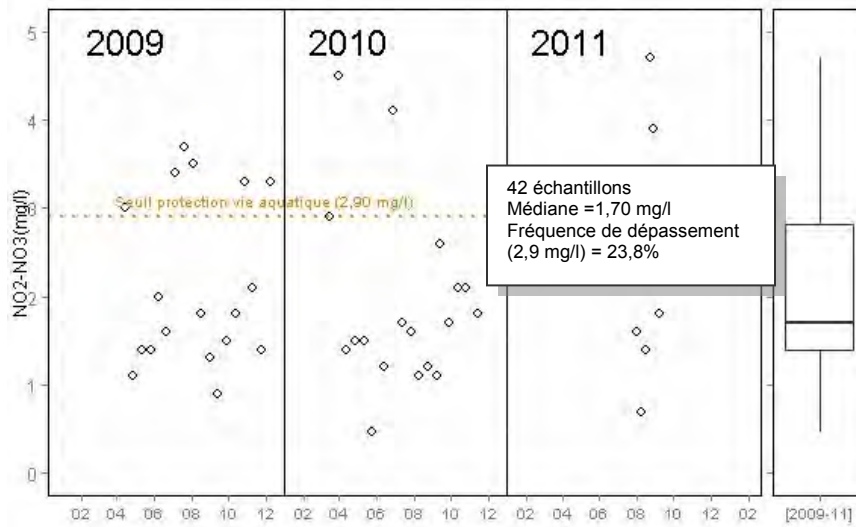 2009 2010 2011
5
4
3
2
1
0
NO2-NO3(mg/l)
Seuil protection vie aquatique (2,90 mg/l)
42 échantillons
Médiane =1,70 mg/l
Fréquence de dépassement
(2,9 mg/l) = 23,8%
02 04 06 08 10 12 02 04 06 08 10 12 02 04 06 08 10 12 02 [2009-11]